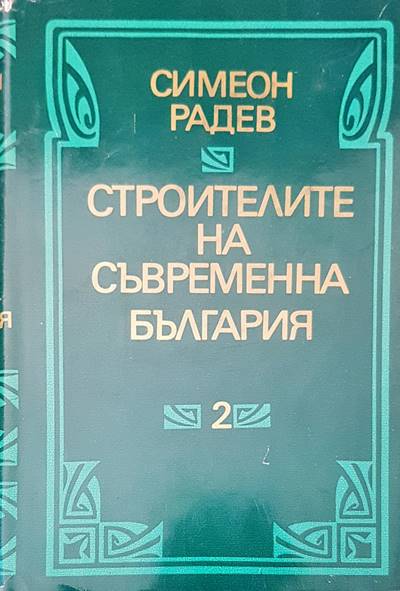 СИМЕОН
РАДЕВ
СТРОИТЕЛИТЕ
НА
СЪВРЕМЕННА
БЪЛГАРИЯ
2